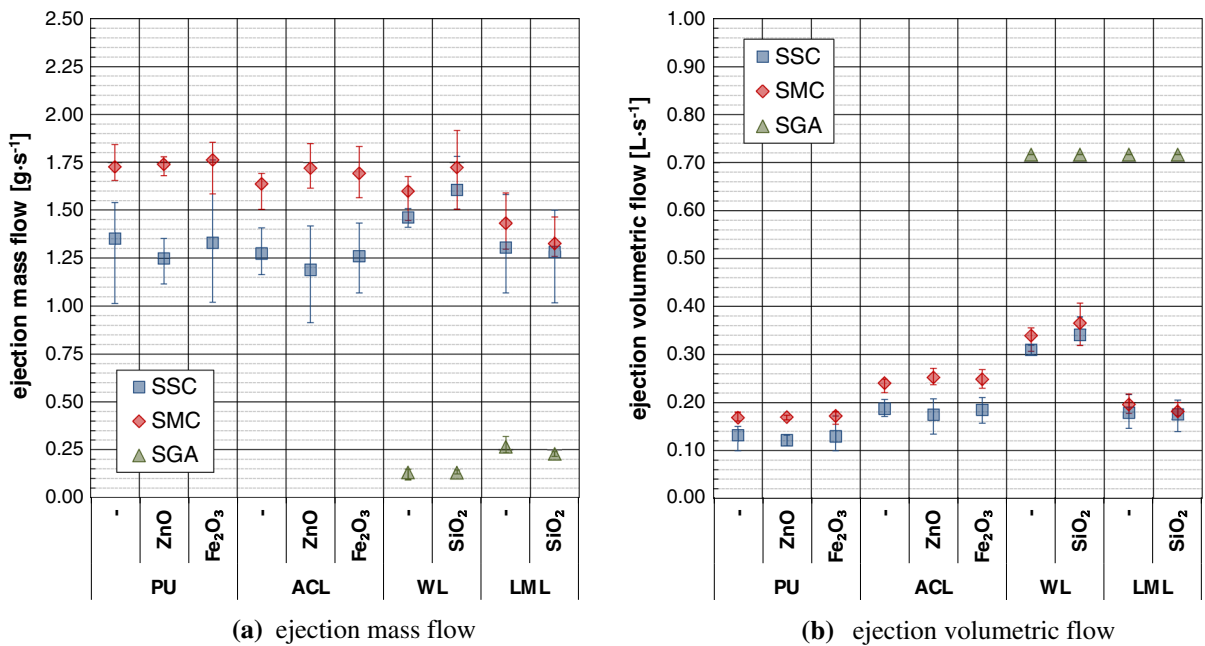 ejection mass flow [g·s⁻¹]
2.50
2.25
2.00
1.75
1.50
1.25
1.00
0.75
0.50
0.25
0.00
SSC
SMC
SGA
- ZnO Fe₂O₃ - ZnO Fe₂O₃ - SiO₂ - SiO₂
PU ACL WL LML
(a) ejection mass flow
ejection volumetric flow [L·s⁻¹]
1.00
0.90
0.80
0.70
0.60
0.50
0.40
0.30
0.20
0.10
0.00
SSC
SMC
SGA
- ZnO Fe₂O₃ - ZnO Fe₂O₃ - SiO₂ - SiO₂
PU ACL WL LML
(b) ejection volumetric flow